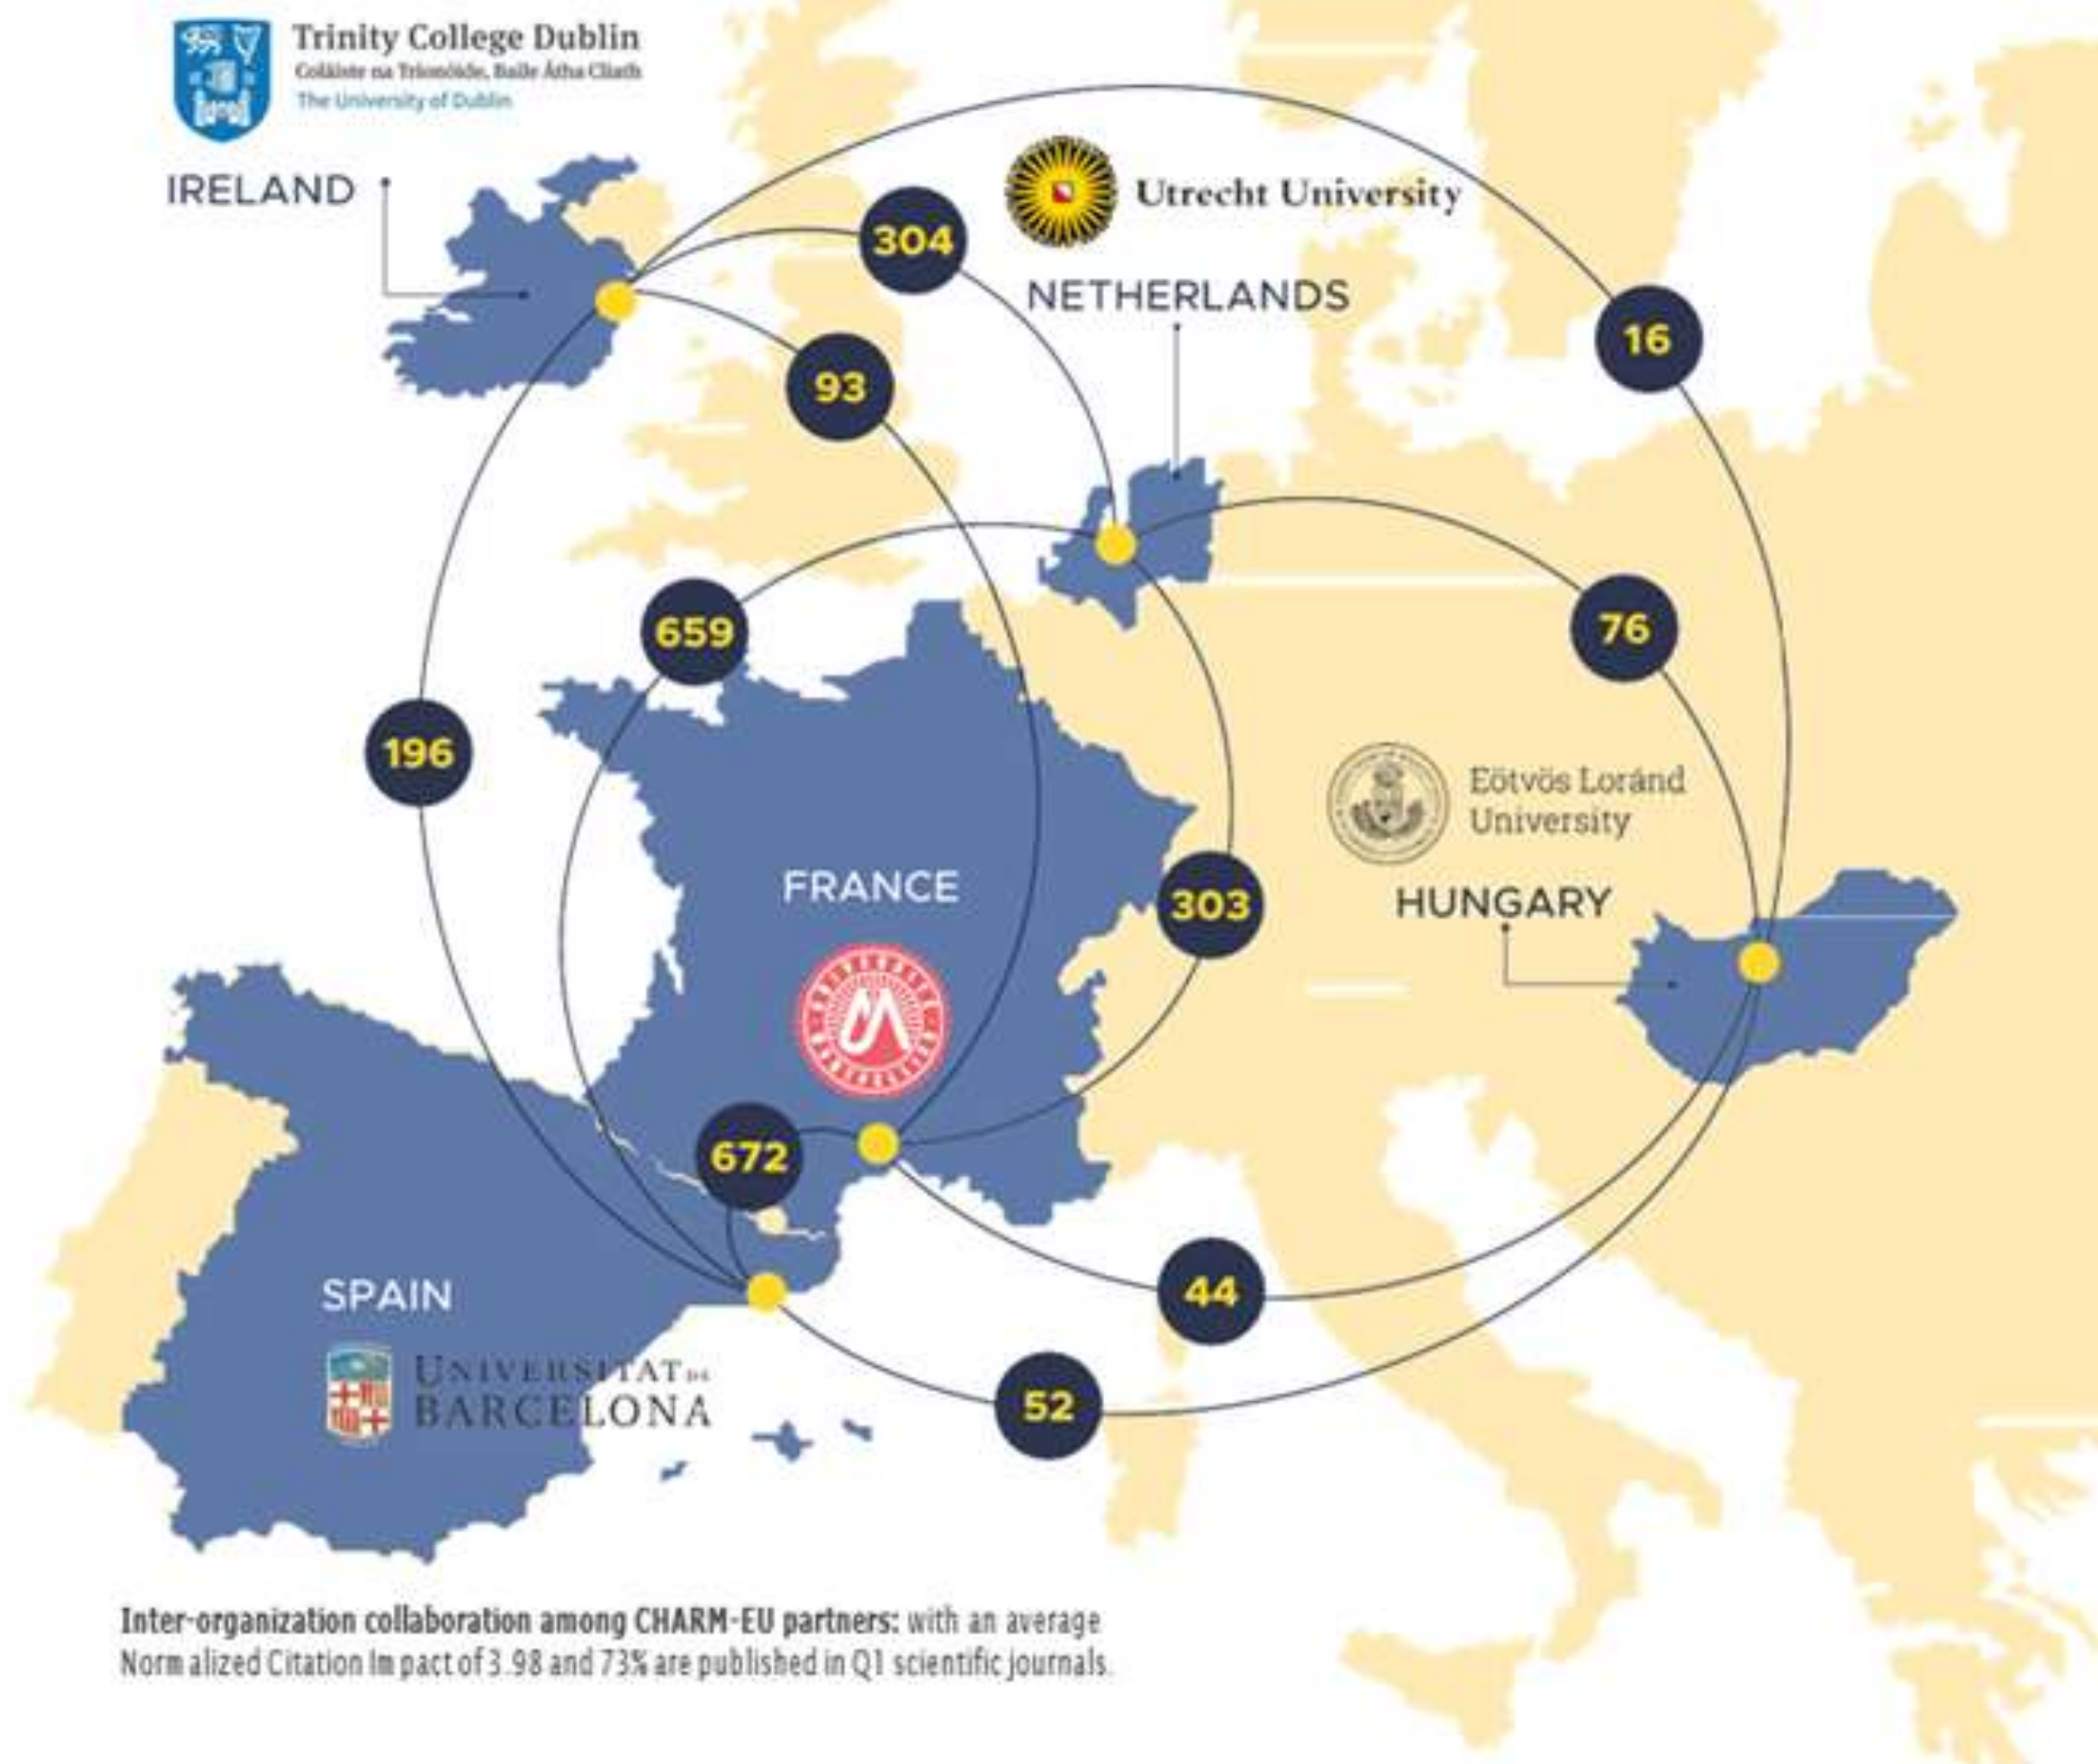 Trinity College Dublin
Coláiste na Tríonóide, Baile Átha Cliath
The University of Dublin
IRELAND
304
Utrecht University
NETHERLANDS
16
93
659
76
196
Eötvös Loránd
University
FRANCE
303
HUNGARY
672
SPAIN
44
UNIVERSITAT DE
BARCELONA
52
Inter-organization collaboration among CHARM-EU partners: with an average
Normalized Citation Impact of 3.98 and 73% are published in Q1 scientific journals.